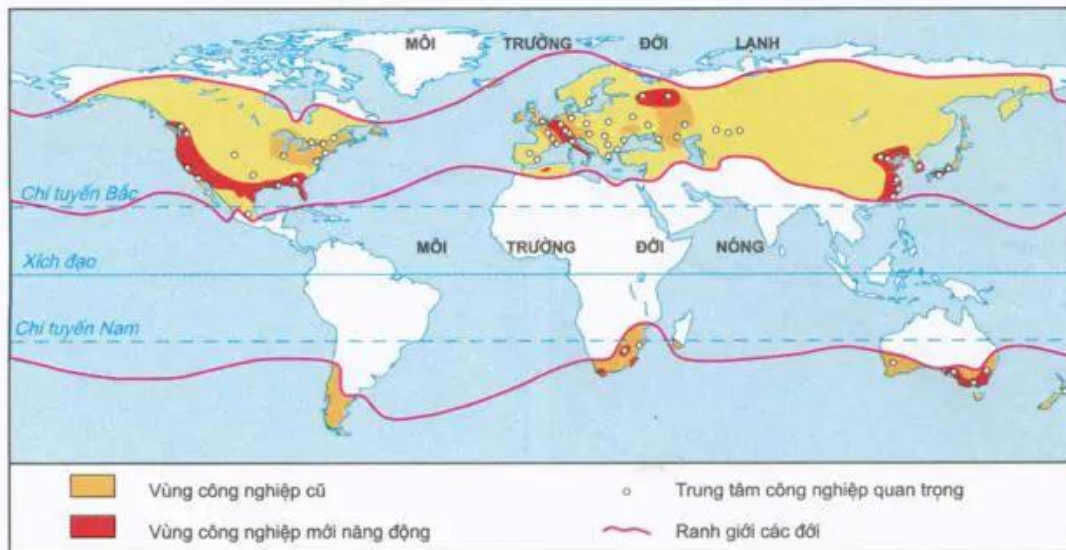 MÔI TRƯỜNG ĐỚI LẠNH
Chí tuyến Bắc
MÔI TRƯỜNG ĐỚI NÓNG
Xích đạo
Chí tuyến Nam
Vùng công nghiệp cũ
Trung tâm công nghiệp quan trọng
Vùng công nghiệp mới năng động
Ranh giới các đới